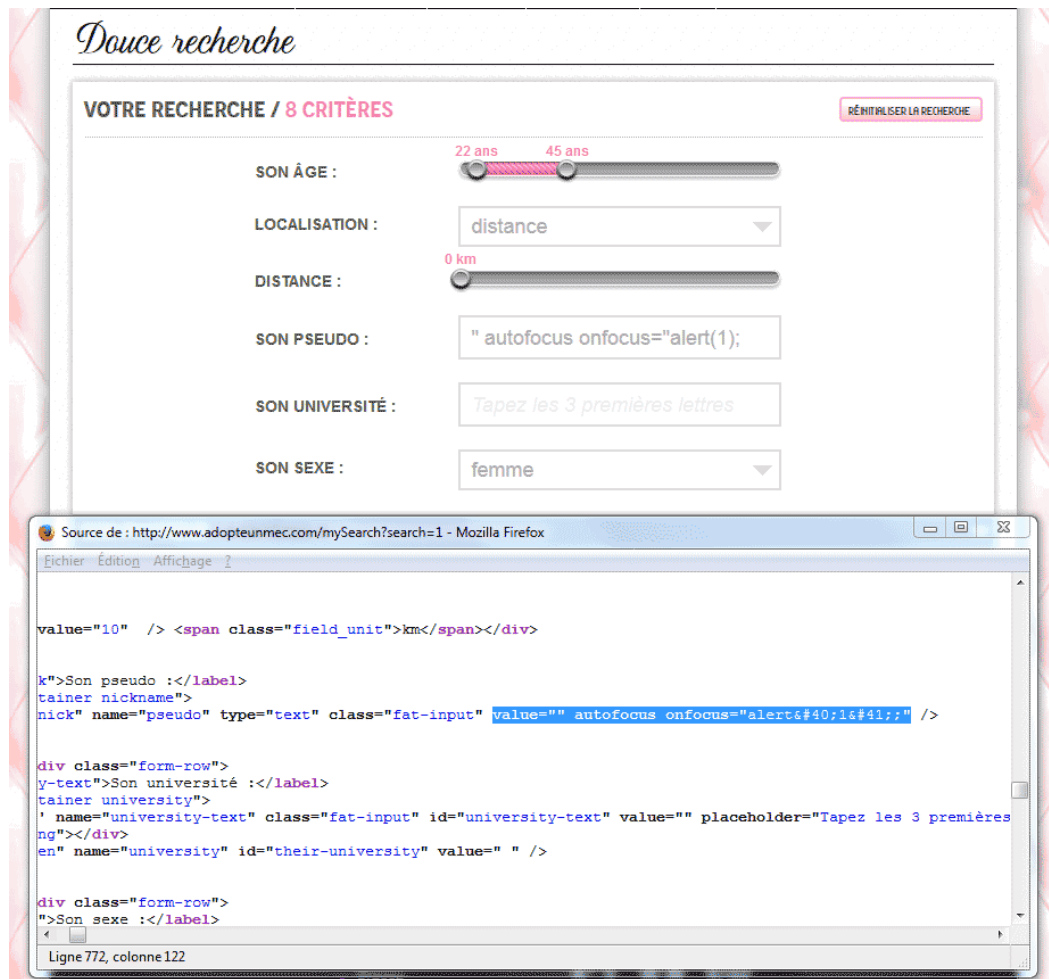 Douce recherche
VOTRE RECHERCHE / 8 CRITÈRES
RÉINITIALISER LA RECHERCHE
22 ans 45 ans
SON ÂGE :
LOCALISATION :
distance
0 km
DISTANCE :
SON PSEUDO :
" autofocus onfocus="alert(1);
SON UNIVERSITÉ :
Tapez les 3 premières lettres
SON SEXE :
femme
Source de : http://www.adopteunmec.com/mySearch?search=1 - Mozilla Firefox
Fichier Édition Affichage ?
value="10"  /> <span class="field_unit">km</span></div>
k">Son pseudo :</label>
tainer nickname">
nick" name="pseudo" type="text" class="fat-input" value="" autofocus onfocus="alert&#40;1&#41;;" />
div class="form-row">
y-text">Son université :</label>
tainer university">
' name="university-text" class="fat-input" id="university-text" value="" placeholder="Tapez les 3 premières
ng"></div>
en" name="university" id="their-university" value=" " />
div class="form-row">
">Son sexe :</label>
Ligne 772, colonne 122